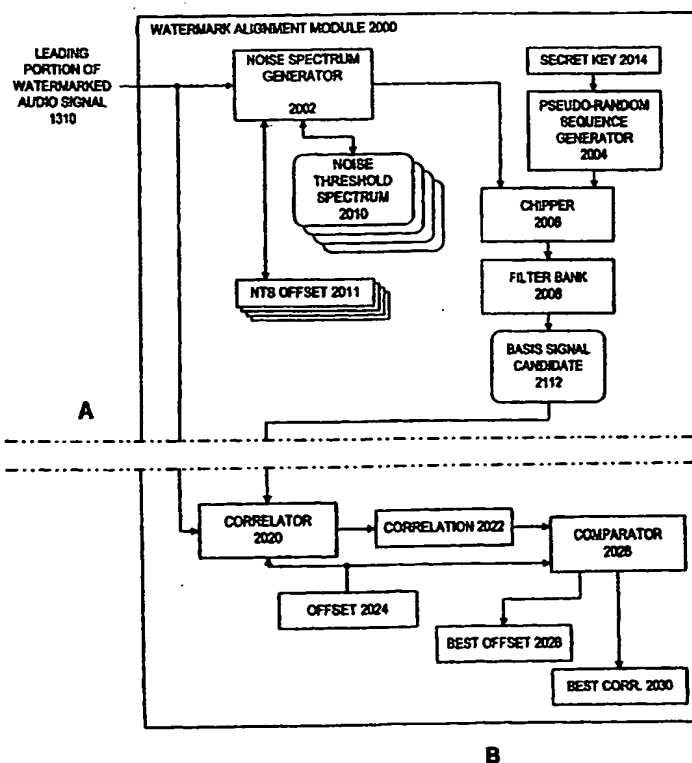 WATERMARK ALIGNMENT MODULE 2000
LEADING
PORTION OF
WATERMARKED
AUDIO SIGNAL
1310
NOISE SPECTRUM
GENERATOR
2002
SECRET KEY 2014
PSEUDO-RANDOM
SEQUENCE
GENERATOR
2004
NOISE
THRESHOLD
SPECTRUM
2010
CHIPPER
2006
NTS OFFSET 2011
FILTER BANK
2008
BASIS SIGNAL
CANDIDATE
2112
A
CORRELATOR
2020
CORRELATION 2022
COMPARATOR
2026
OFFSET 2024
BEST OFFSET 2028
BEST CORR. 2030
B